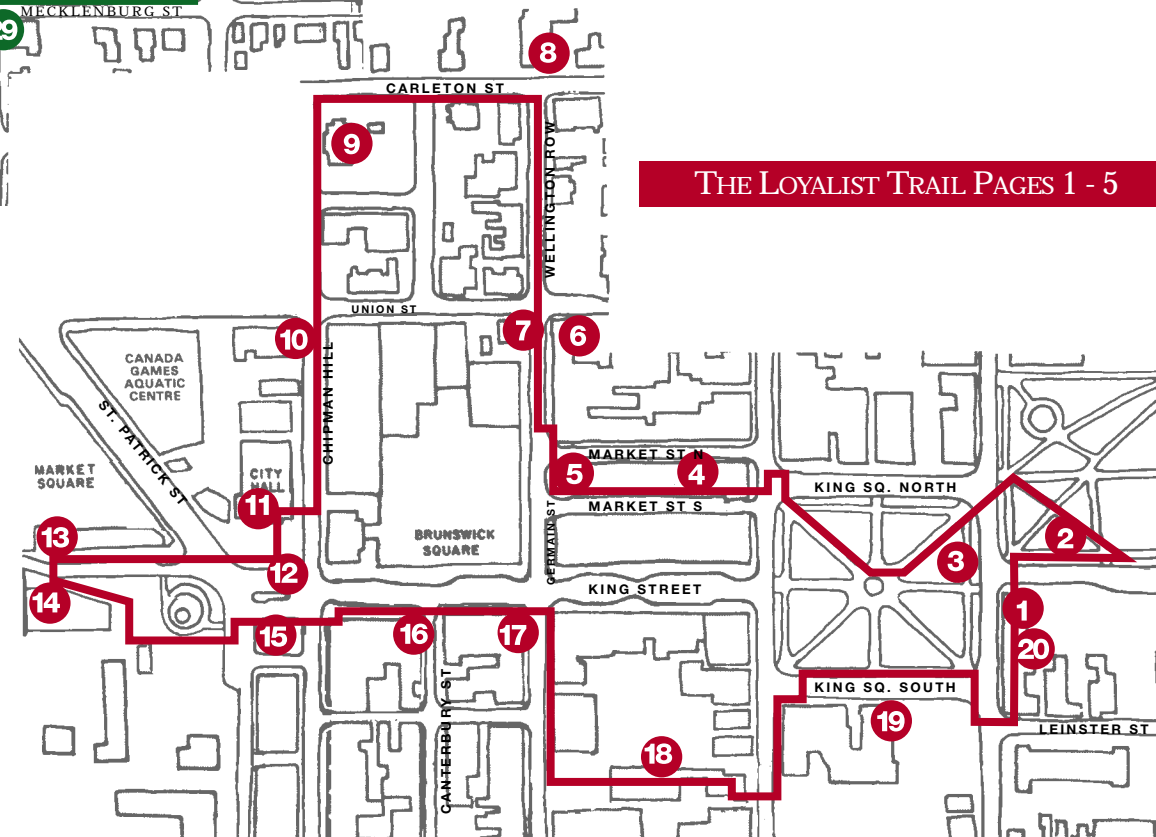 MECKLENBURG ST
29
8
CARLETON ST
9
WELLINGTON ROW
THE LOYALIST TRAIL PAGES 1 - 5
UNION ST
10
7
6
CANADA
GAMES
AQUATIC
CENTRE
CHIPMAN HILL
ST. PATRICK ST
MARKET
SQUARE
CITY
HALL
11
MARKET ST N
5
4
KING SQ. NORTH
MARKET ST S
GERMAIN ST
BRUNSWICK
SQUARE
13
12
2
3
KING STREET
14
1
15
16
17
20
CANTERBURY ST
KING SQ. SOUTH
19
LEINSTER ST
18